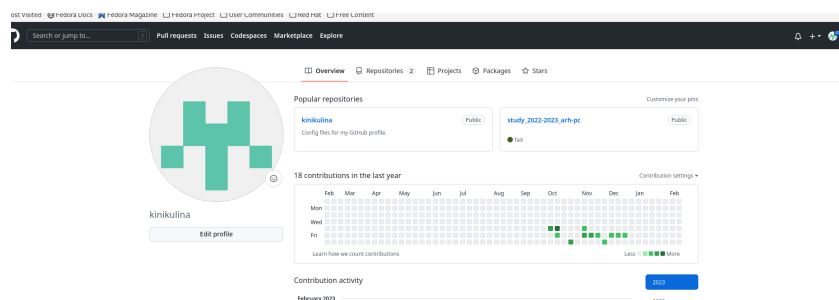 ost Visited Fedora Docs Fedora Magazine Fedora Project User Communities Red Hat Free Content
Search or jump to... / Pull requests Issues Codespaces Marketplace Explore
Overview Repositories 2 Projects Packages Stars
Popular repositories Customize your pins
kinikulina Public
Config files for my GitHub profile.
study_2022-2023_arh-pc Public
TeX
18 contributions in the last year Contribution settings
Feb Mar Apr May Jun Jul Aug Sep Oct Nov Dec Jan Feb
Mon
Wed
Fri
Learn how we count contributions Less More
kinikulina
Edit profile
Contribution activity 2023
February 2023